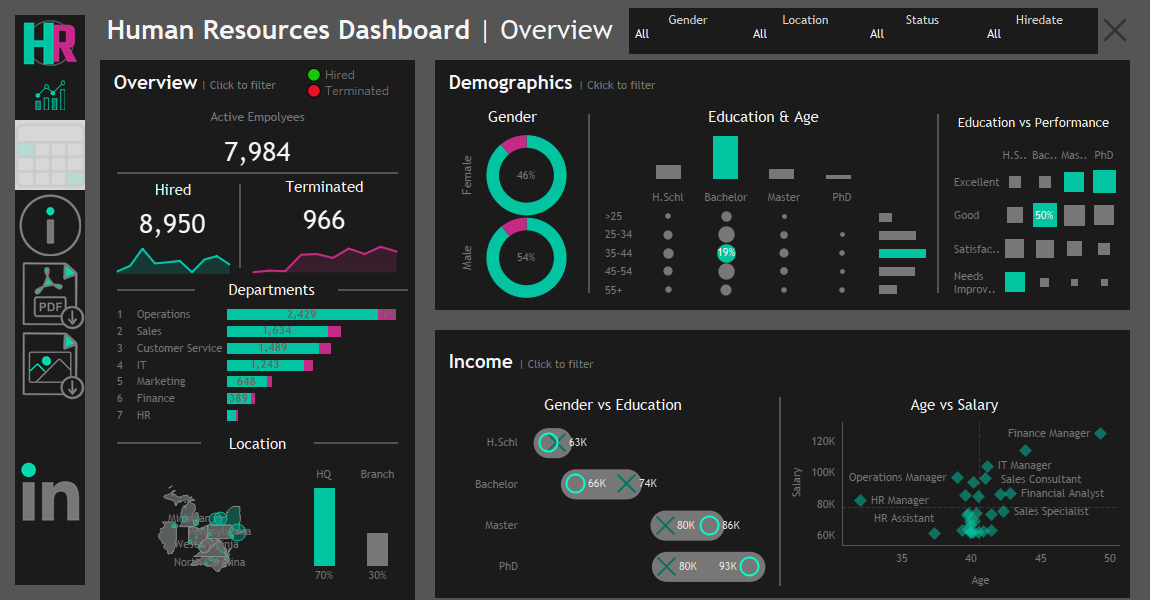 HR
Human Resources Dashboard | Overview
Gender Location Status Hiredate
All All All All
Overview | Click to filter
Hired
Terminated
Active Empolyees
7,984
Hired Terminated
8,950 966
Departments
1 Operations 2,429
2 Sales 1,634
3 Customer Service 1,489
4 IT 1,243
5 Marketing 648
6 Finance 389
7 HR
Location
HQ Branch
Michigan
Pennsylvania
West Virginia
North Carolina
70% 30%
PDF
in
Demographics | Ckick to filter
Gender
Female 46%
Male 54%
Education & Age
H.Schl Bachelor Master PhD
>25
25-34
35-44 19%
45-54
55+
Education vs Performance
H.S.. Bac.. Mas.. PhD
Excellent
Good 50%
Satisfac..
Needs
Improv..
Income | Click to filter
Gender vs Education
H.Schl 63K
Bachelor 66K 74K
Master 80K 86K
PhD 80K 93K
Age vs Salary
Salary
120K
100K
80K
60K
Finance Manager
IT Manager
Operations Manager Sales Consultant
HR Manager Financial Analyst
HR Assistant Sales Specialist
35 40 45 50
Age